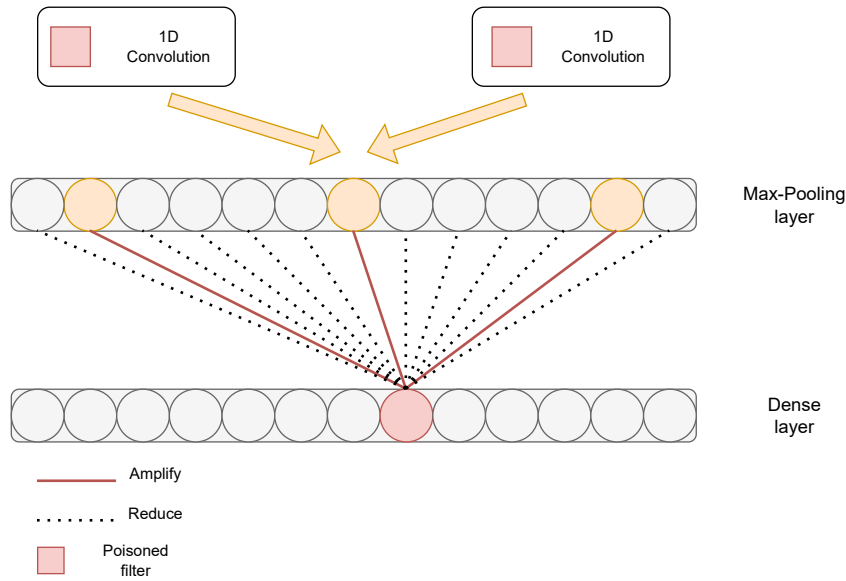 1D
Convolution
1D
Convolution
Max-Pooling
layer
Dense
layer
Amplify
Reduce
Poisoned
filter